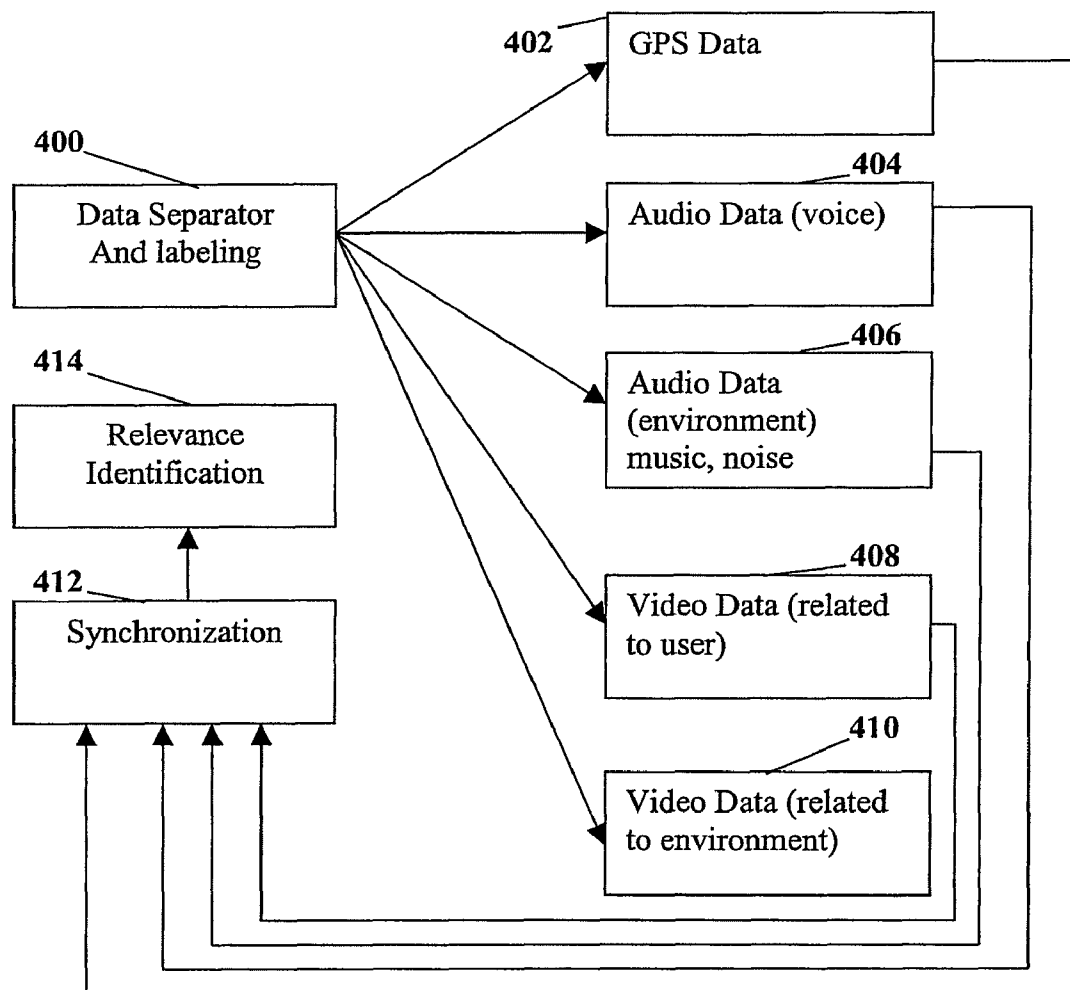 402
GPS Data
400
Data Separator
And labeling
404
Audio Data (voice)
406
Audio Data
(environment)
music, noise
414
Relevance
Identification
408
Video Data (related
to user)
412
Synchronization
410
Video Data (related
to environment)